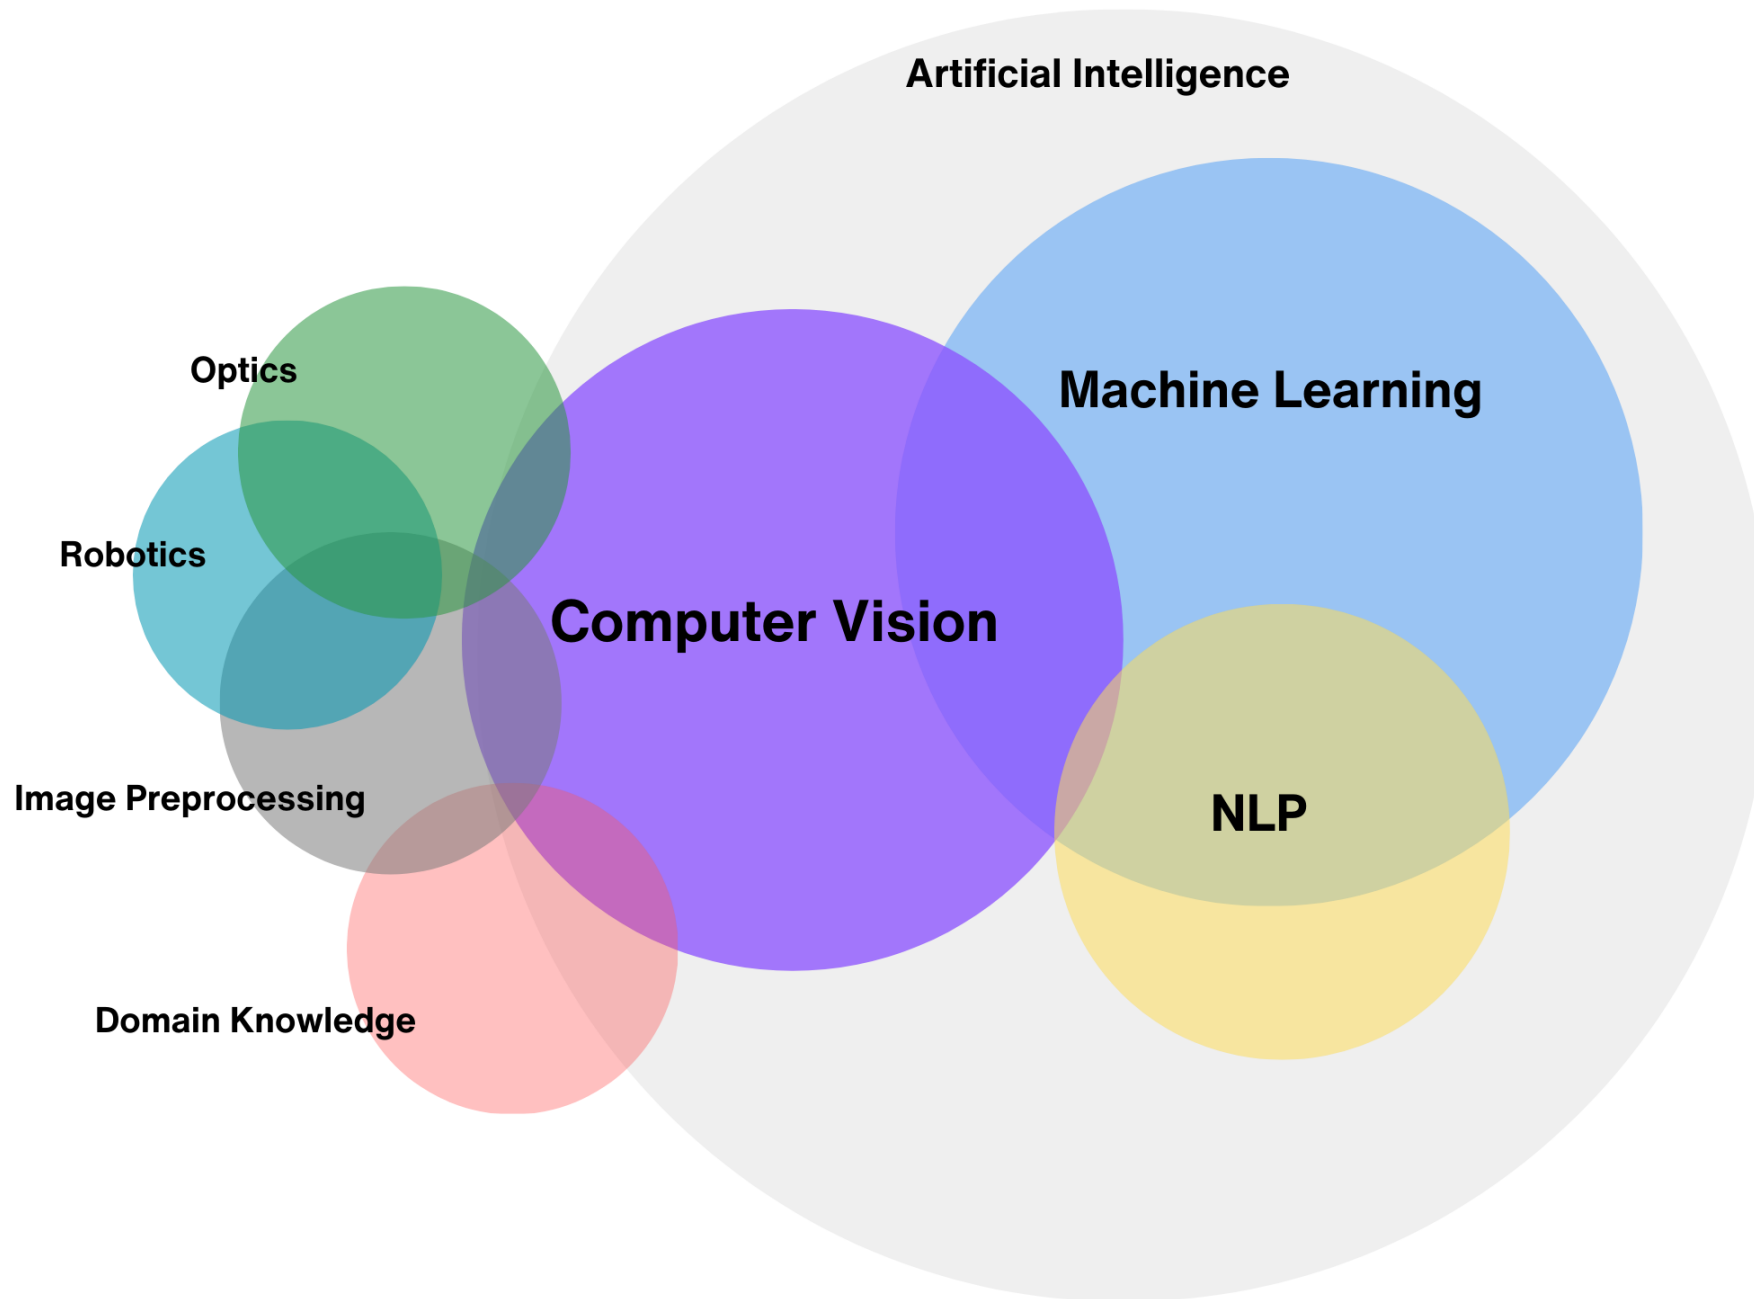 Artificial Intelligence
Optics
Machine Learning
Robotics
Computer Vision
Image Preprocessing
NLP
Domain Knowledge